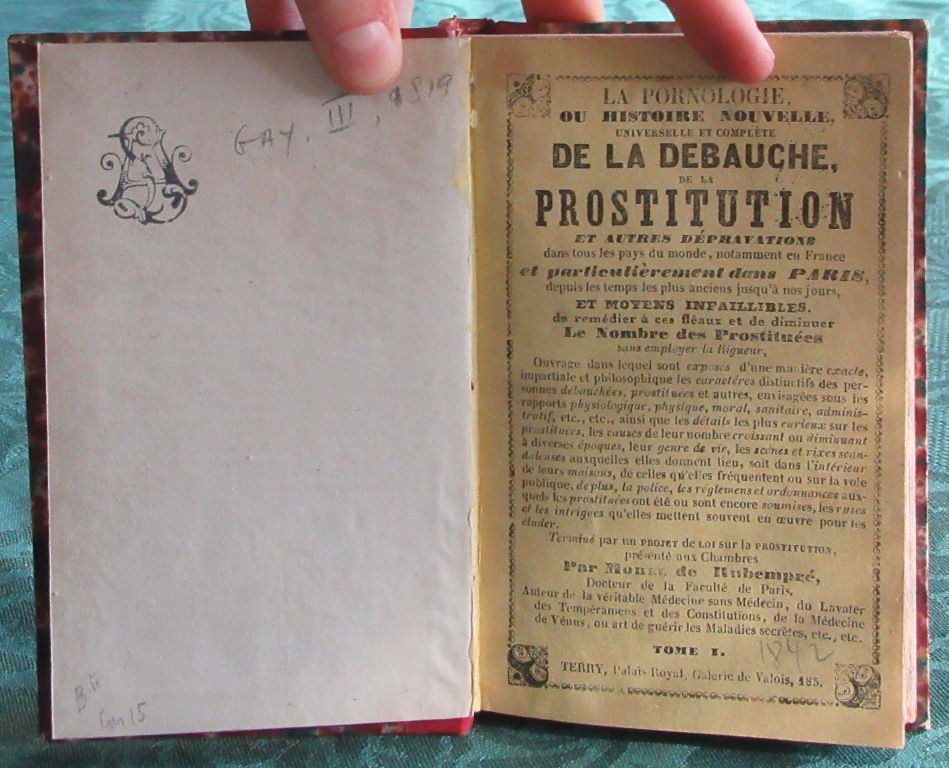 GAY. III, 819
B
LA PORNOLOGIE,
OU HISTOIRE NOUVELLE,
UNIVERSELLE ET COMPLÈTE
DE LA DEBAUCHE,
DE LA
PROSTITUTION
ET AUTRES DÉPRAVATIONS
dans tous les pays du monde, notamment en France
et particulièrement dans PARIS,
depuis les temps les plus anciens jusqu'à nos jours,
ET MOYENS INFAILLIBLES.
de remédier à ces fléaux et de diminuer
Le Nombre des Prostituées
sans employer la Rigueur,
Ouvrage dans lequel sont exposés d'une manière exacte,
impartiale et philosophique les caractères distinctifs des per-
sonnes débauchées, prostituées et autres, envisagées sous les
rapports physiologique, physique, moral, sanitaire, adminis-
tratif, etc., etc., ainsi que les détails les plus curieux sur les
prostituées, les causes de leur nombre croissant ou diminuant
à diverses époques, leur genre de vie, les scènes et rixes scan-
daleuses auxquelles elles donnent lieu, soit dans l'intérieur
de leurs maisons, de celles qu'elles fréquentent ou sur la voie
publique, de plus, la police, les réglemens et ordonnances aux-
quels les prostituées ont été ou sont encore soumises, les ruses
et les intrigues qu'elles mettent souvent en œuvre pour les
éluder.
Terminé par un PROJET de LOI sur la PROSTITUTION,
présenté aux Chambres
Par de Rubempré,
Docteur de la Faculté de Paris,
Auteur de la véritable Médecine sans Médecin, du Lavater
des Tempéramens et des Constitutions, de la Médecine
de Vénus, ou art de guérir les Maladies secrètes, etc., etc.
TOME I. 1842
TERRY, Palais-Royal, Galerie de Valois, 185.